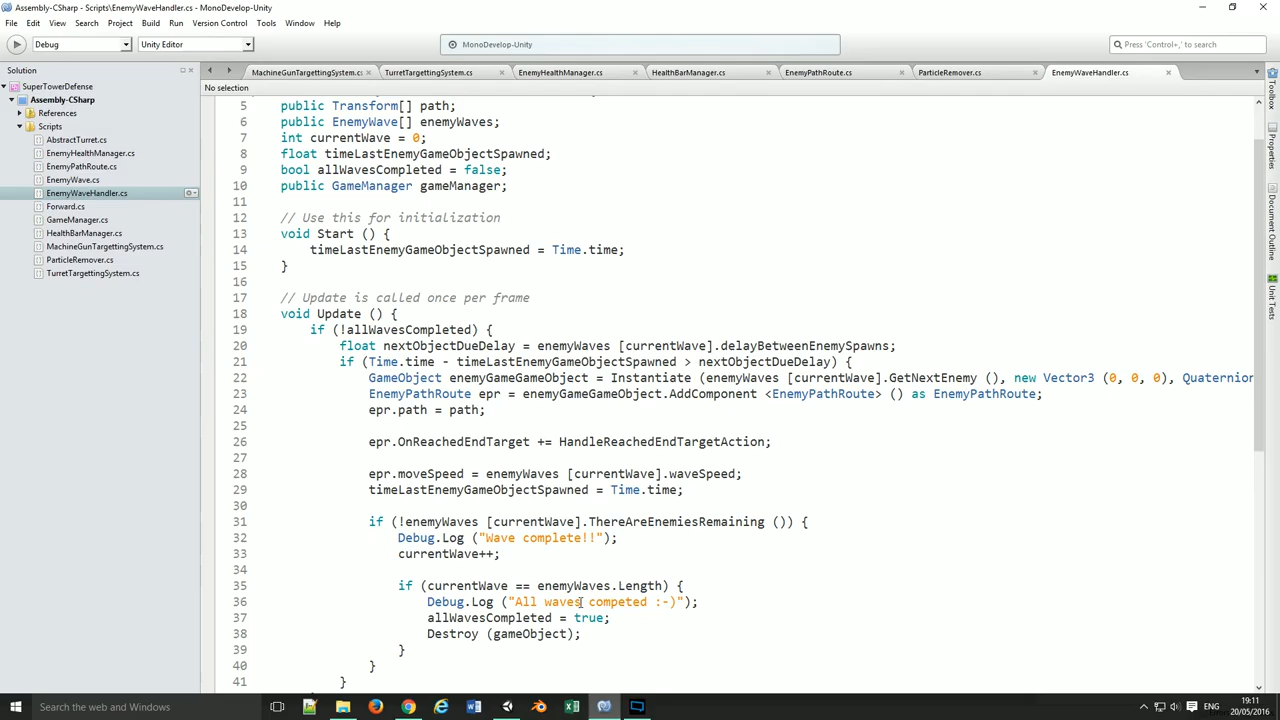 Assembly-CSharp - Scripts\EnemyWaveHandler.cs - MonoDevelop-Unity
File Edit View Search Project Build Run Version Control Tools Window Help
Debug Unity Editor MonoDevelop-Unity Press 'Control+,' to search
Solution
MachineGunTargettingSystem.cs TurretTargettingSystem.cs EnemyHealthManager.cs HealthBarManager.cs EnemyPathRoute.cs ParticleRemover.cs EnemyWaveHandler.cs
No selection
SuperTowerDefense
Assembly-CSharp
References
Scripts
AbstractTurret.cs
EnemyHealthManager.cs
EnemyPathRoute.cs
EnemyWave.cs
EnemyWaveHandler.cs
Forward.cs
GameManager.cs
HealthBarManager.cs
MachineGunTargettingSystem.cs
ParticleRemover.cs
TurretTargettingSystem.cs
5 public Transform[] path;
6 public EnemyWave[] enemyWaves;
7 int currentWave = 0;
8 float timeLastEnemyGameObjectSpawned;
9 bool allWavesCompleted = false;
10 public GameManager gameManager;
11
12 // Use this for initialization
13 void Start () {
14 timeLastEnemyGameObjectSpawned = Time.time;
15 }
16
17 // Update is called once per frame
18 void Update () {
19 if (!allWavesCompleted) {
20 float nextObjectDueDelay = enemyWaves [currentWave].delayBetweenEnemySpawns;
21 if (Time.time - timeLastEnemyGameObjectSpawned > nextObjectDueDelay) {
22 GameObject enemyGameGameObject = Instantiate (enemyWaves [currentWave].GetNextEnemy (), new Vector3 (0, 0, 0), Quaternion
23 EnemyPathRoute epr = enemyGameGameObject.AddComponent <EnemyPathRoute> () as EnemyPathRoute;
24 epr.path = path;
25
26 epr.OnReachedEndTarget += HandleReachedEndTargetAction;
27
28 epr.moveSpeed = enemyWaves [currentWave].waveSpeed;
29 timeLastEnemyGameObjectSpawned = Time.time;
30
31 if (!enemyWaves [currentWave].ThereAreEnemiesRemaining ()) {
32 Debug.Log ("Wave complete!!");
33 currentWave++;
34
35 if (currentWave == enemyWaves.Length) {
36 Debug.Log ("All waves competed :-)");
37 allWavesCompleted = true;
38 Destroy (gameObject);
39 }
40 }
41 }
Toolbox
Properties
Document Outline
Unit Tests
Search the web and Windows
ENG
19:11
20/05/2016